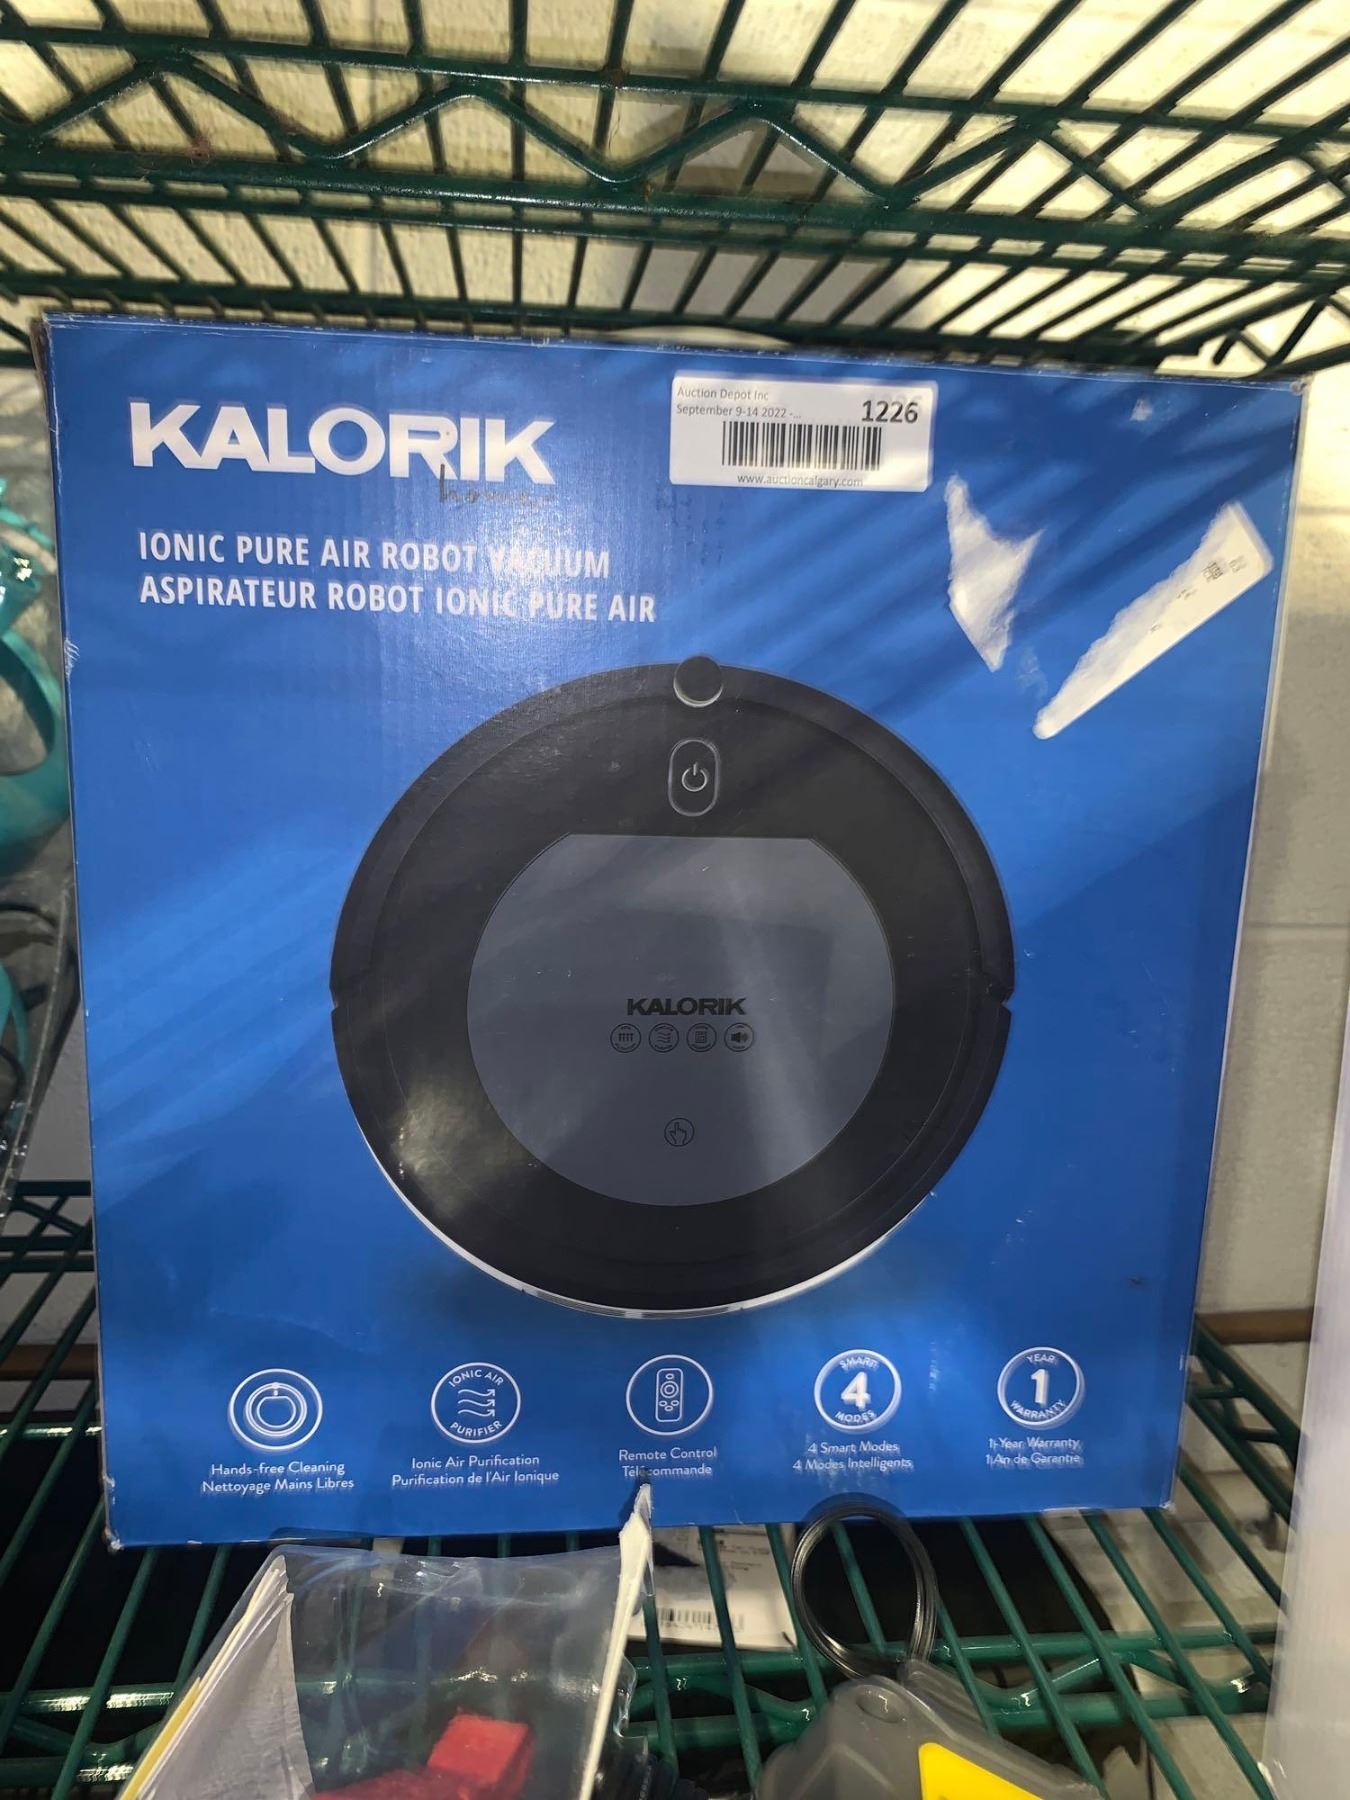 KALORIK
home
Auction Depot Inc
September 9-14 2022 -...
1226
www.auctioncalgary.com
IONIC PURE AIR ROBOT VACUUM
ASPIRATEUR ROBOT IONIC PURE AIR
KALORIK
IONIC AIR
PURIFIER
SMART
4
MODES
YEAR
1
WARRANTY
Hands-free Cleaning
Nettoyage Mains Libres
Ionic Air Purification
Purification de l'Air Ionique
Remote Control
Télécommande
4 Smart Modes
4 Modes Intelligents
1-Year Warranty
1 An de Garantie